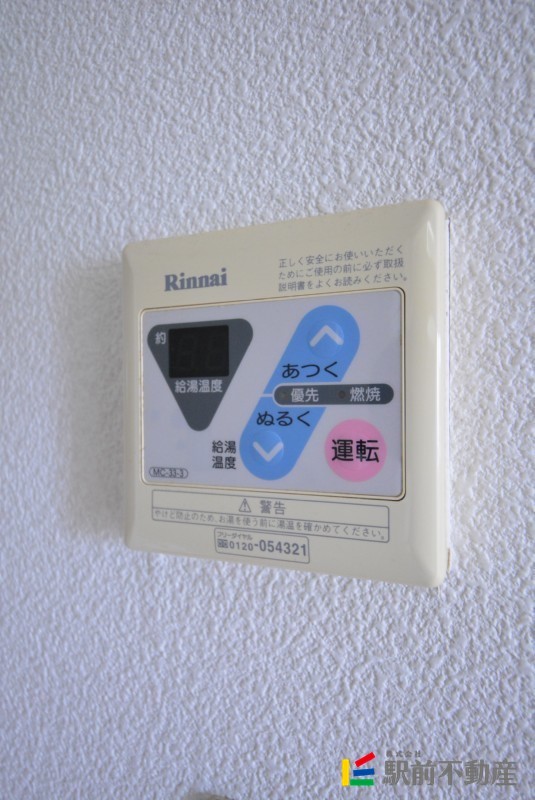 Rinnai
正しく安全にお使いいただく
ためにご使用の前に必ず取扱
説明書をよくお読みください。
約
給湯温度
あつく
優先 燃焼
ぬるく
給湯
温度
運転
MC-33-3
⚠ 警告
やけど防止のため、お湯を使う前に湯温を確かめてください。
フリーダイヤル
0120-054321
株式会社
駅前不動産